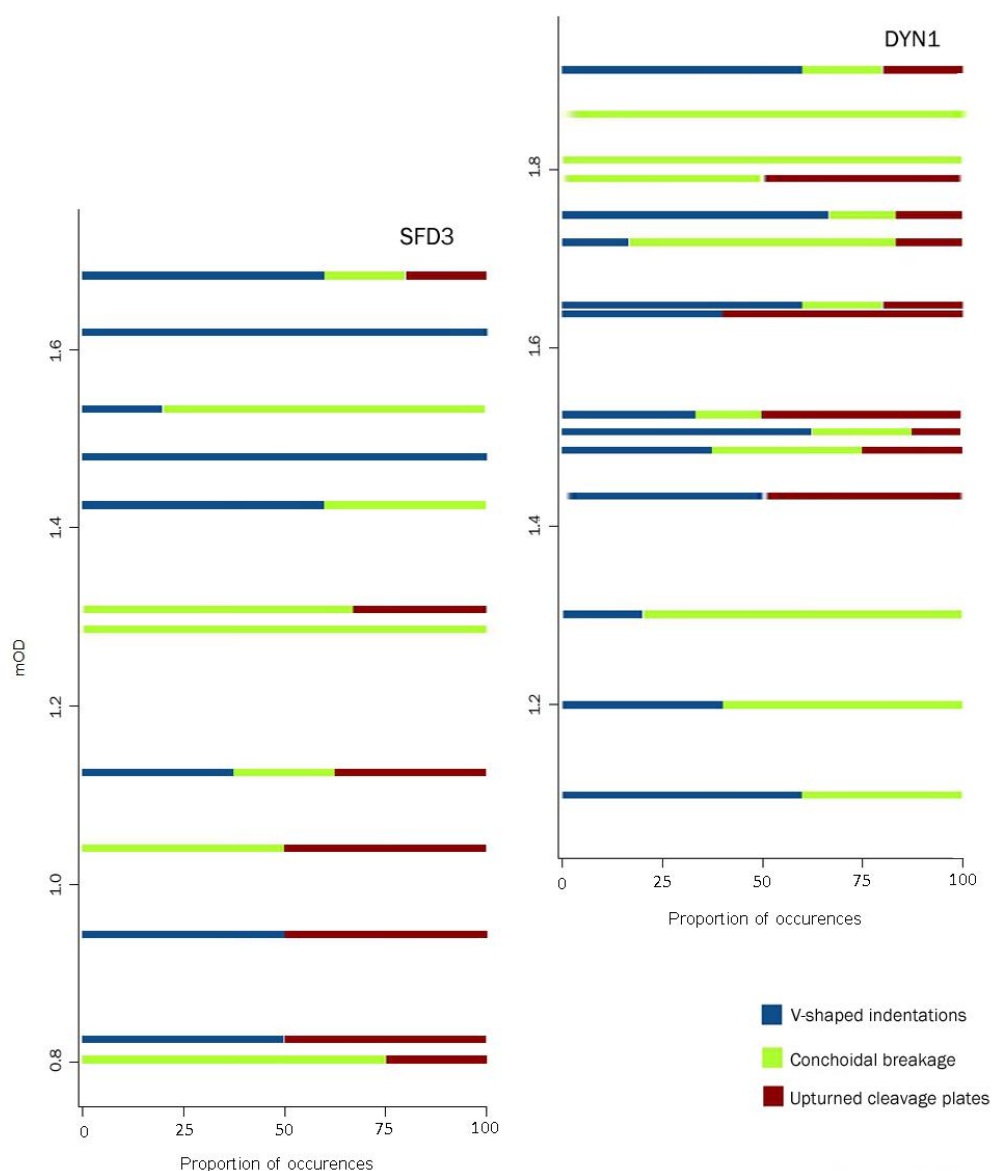 DYN1
SFD3
1.8
1.6
1.4
1.2
1.6
1.4
1.2
1.0
0.8
mOD
0 25 50 75 100
Proportion of occurences
V-shaped indentations
Conchoidal breakage
Upturned cleavage plates
0 25 50 75 100
Proportion of occurences